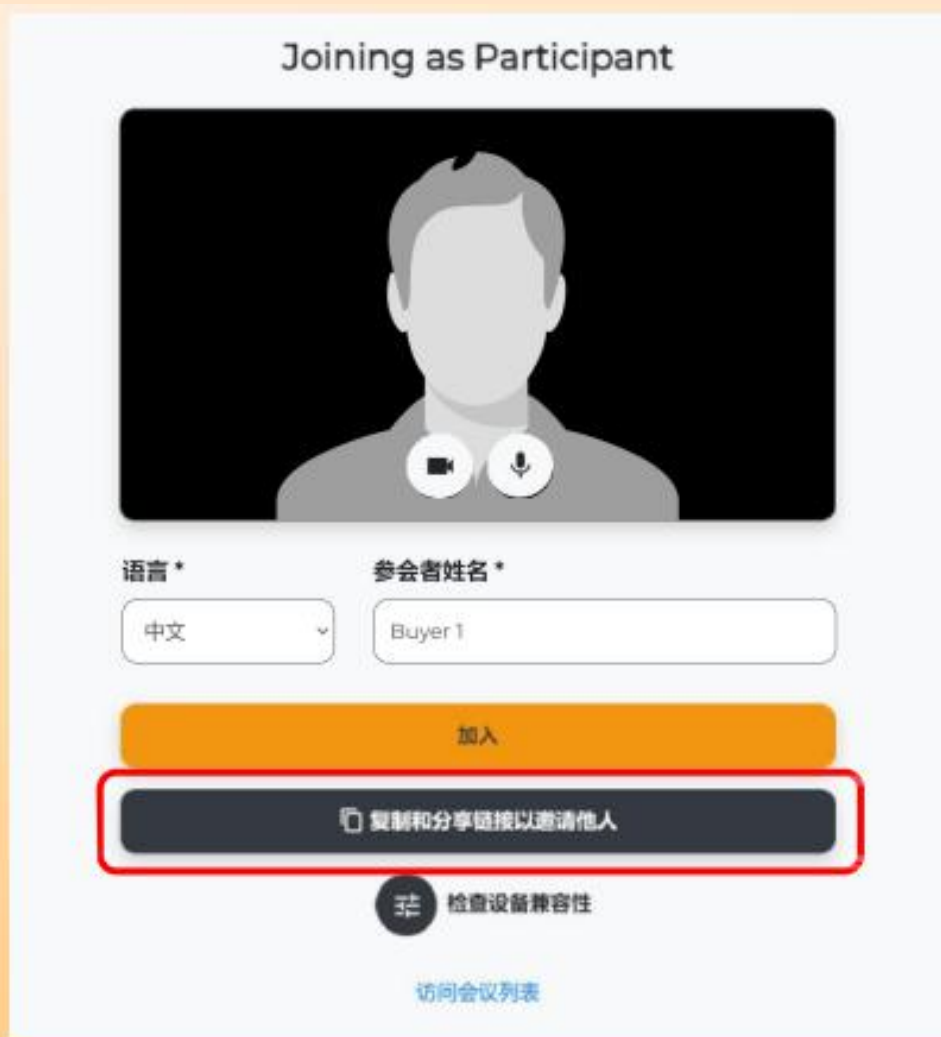 Joining as Participant
语言 *
参会者姓名 *
中文
Buyer 1
加入
复制和分享链接以邀请他人
检查设备兼容性
访问会议列表